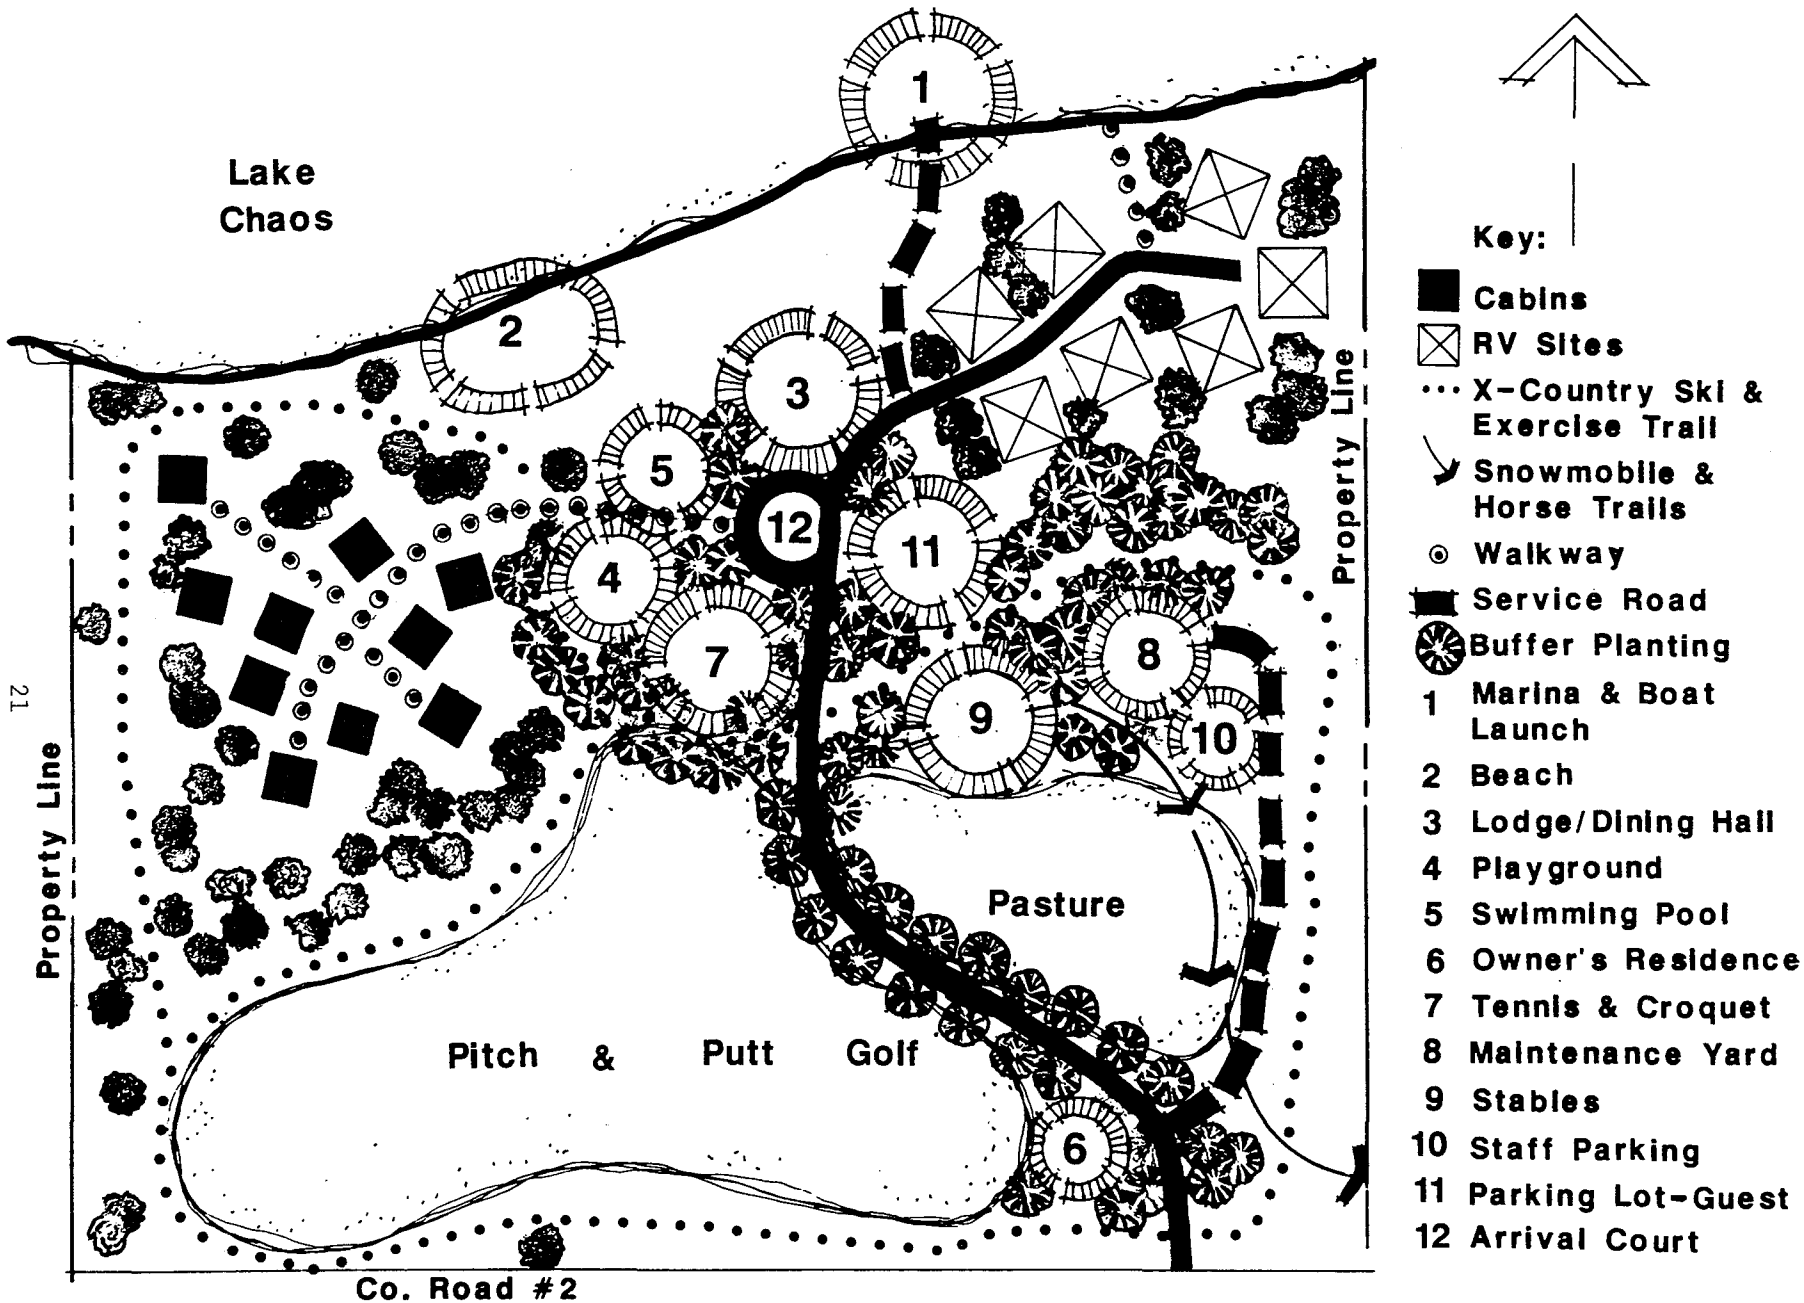 Lake
Chaos
1
2
3
5
12
11
4
7
8
9
10
6
Pasture
Pitch & Putt Golf
Property Line
Property Line
Co. Road #2
21
Key:
Cabins
RV Sites
X-Country Ski &
Exercise Trail
Snowmobile &
Horse Trails
Walkway
Service Road
Buffer Planting
1 Marina & Boat
Launch
2 Beach
3 Lodge/Dining Hall
4 Playground
5 Swimming Pool
6 Owner's Residence
7 Tennis & Croquet
8 Maintenance Yard
9 Stables
10 Staff Parking
11 Parking Lot-Guest
12 Arrival Court